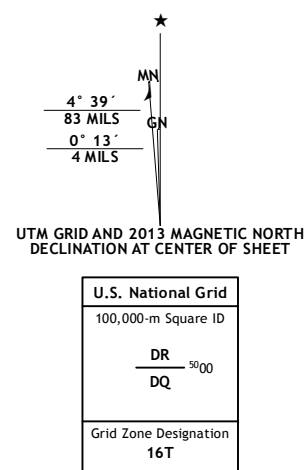 ★
MN
4° 39´
83 MILS
GN
0° 13´
4 MILS
UTM GRID AND 2013 MAGNETIC NORTH
DECLINATION AT CENTER OF SHEET
U.S. National Grid
100,000-m Square ID
DR
⁵⁰00
DQ
Grid Zone Designation
16T